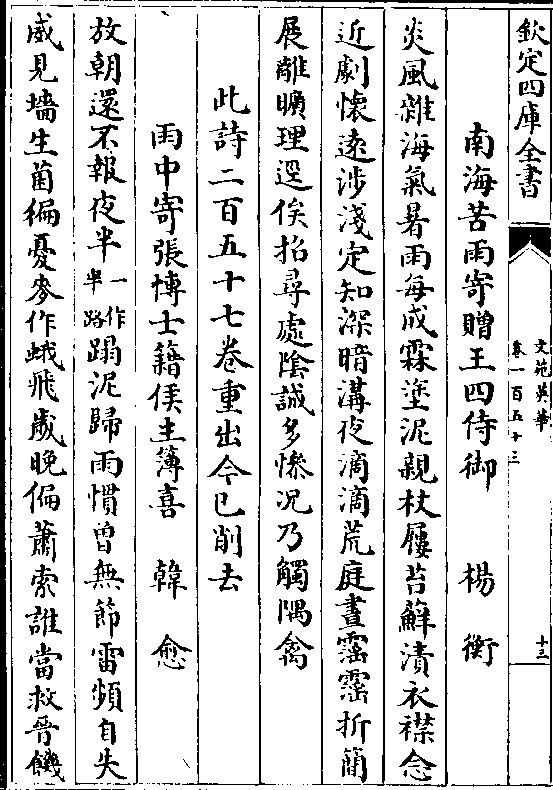 欽定四庫全書
文苑英華
卷一百五十三
十三
南海苦雨寄贈王四侍御 楊衡
炎風雜海氣暑雨每成霖塗泥親杖屨苔蘚漬衣襟念
近劇懷遠涉淺定知深暗溝夜滴滴荒庭晝霪霪折簡
展離曠理逕俟招尋處陰誠多慘況乃觸隅禽
此詩二百五十七卷重出今已削去
雨中寄張博士籍侯主簿喜 韓愈
放朝還不報夜半一作半路蹋泥歸雨慣曾無節雷頻自失
威見墻生菌徧憂麥作蛾飛歲晚偏蕭索誰當救晉饑